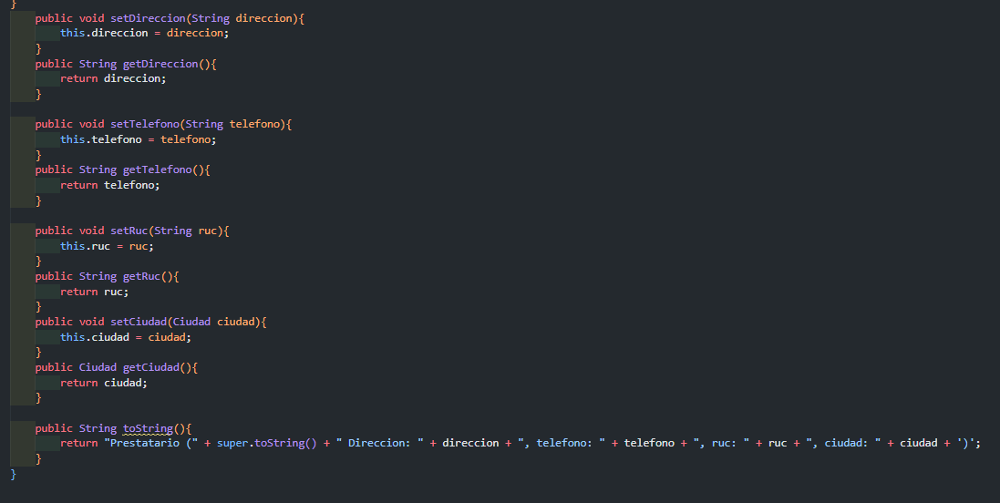 }
public void setDireccion(String direccion){
this.direccion = direccion;
}
public String getDireccion(){
return direccion;
}
public void setTelefono(String telefono){
this.telefono = telefono;
}
public String getTelefono(){
return telefono;
}
public void setRuc(String ruc){
this.ruc = ruc;
}
public String getRuc(){
return ruc;
}
public void setCiudad(Ciudad ciudad){
this.ciudad = ciudad;
}
public Ciudad getCiudad(){
return ciudad;
}
public String toString(){
return "Prestatario (" + super.toString() + " Direccion: " + direccion + ", telefono: " + telefono + ", ruc: " + ruc + ", ciudad: " + ciudad + ')';
}
}